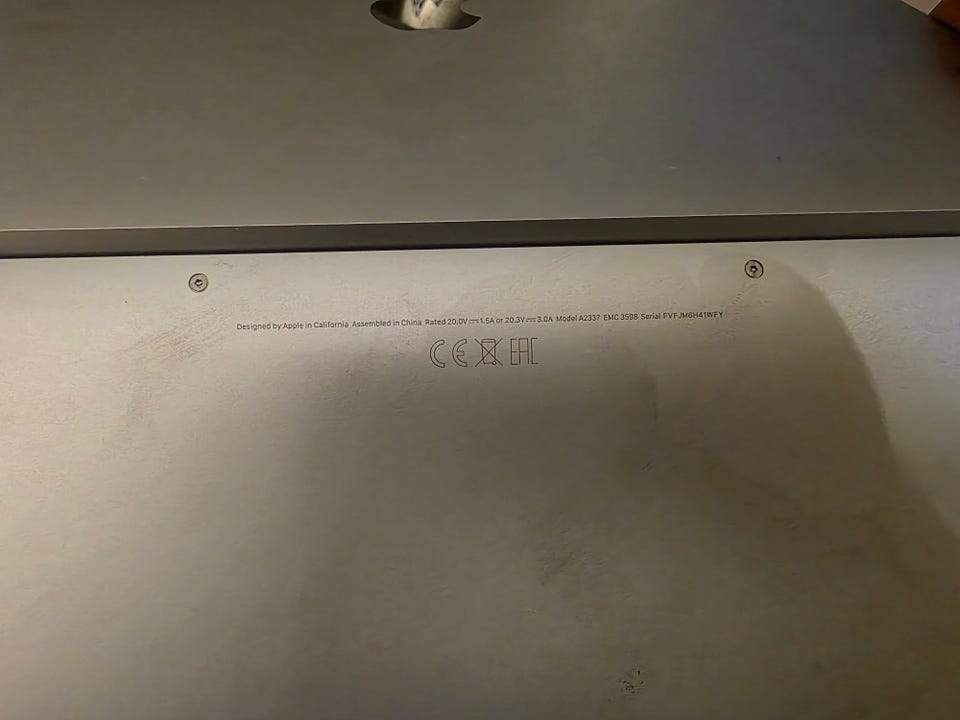 Designed by Apple in California Assembled in China Rated 20.0V⎓1.5A or 20.3V⎓3.0A Model A2337 EMC 3598 Serial FVFJM6H41WFY
CE EAC